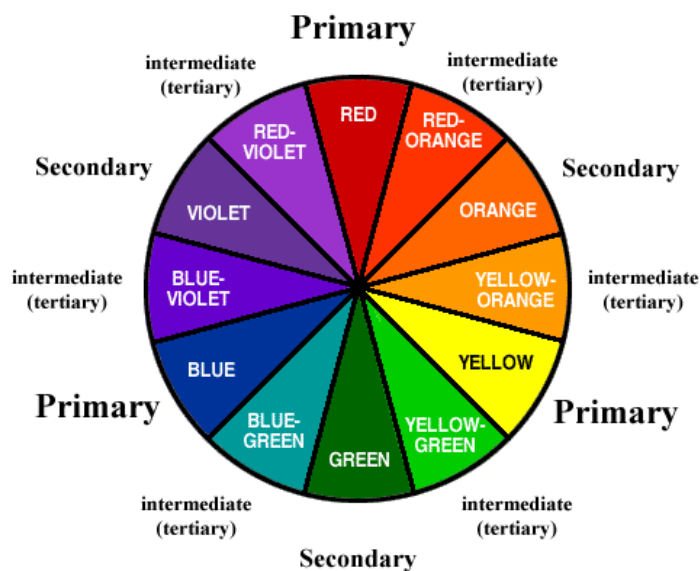 Primary
intermediate
(tertiary)
intermediate
(tertiary)
RED
RED-
ORANGE
RED-
VIOLET
Secondary
Secondary
VIOLET
ORANGE
intermediate
(tertiary)
BLUE-
VIOLET
YELLOW-
ORANGE
intermediate
(tertiary)
BLUE
YELLOW
Primary
Primary
BLUE-
GREEN
GREEN
YELLOW-
GREEN
intermediate
(tertiary)
intermediate
(tertiary)
Secondary